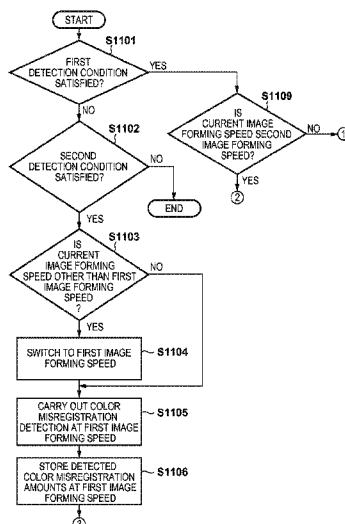 START
S1101
FIRST
DETECTION CONDITION
SATISFIED?
YES
NO
S1109
IS
CURRENT IMAGE
FORMING SPEED SECOND
IMAGE FORMING
SPEED?
NO
1
YES
2
S1102
SECOND
DETECTION CONDITION
SATISFIED?
NO
END
YES
S1103
IS
CURRENT
IMAGE FORMING
SPEED OTHER THAN FIRST
IMAGE FORMING
SPEED
?
NO
YES
SWITCH TO FIRST IMAGE
FORMING SPEED
S1104
CARRY OUT COLOR
MISREGISTRATION
DETECTION AT FIRST IMAGE
FORMING SPEED
S1105
STORE DETECTED
COLOR MISREGISTRATION
AMOUNTS AT FIRST IMAGE
FORMING SPEED
S1106
3